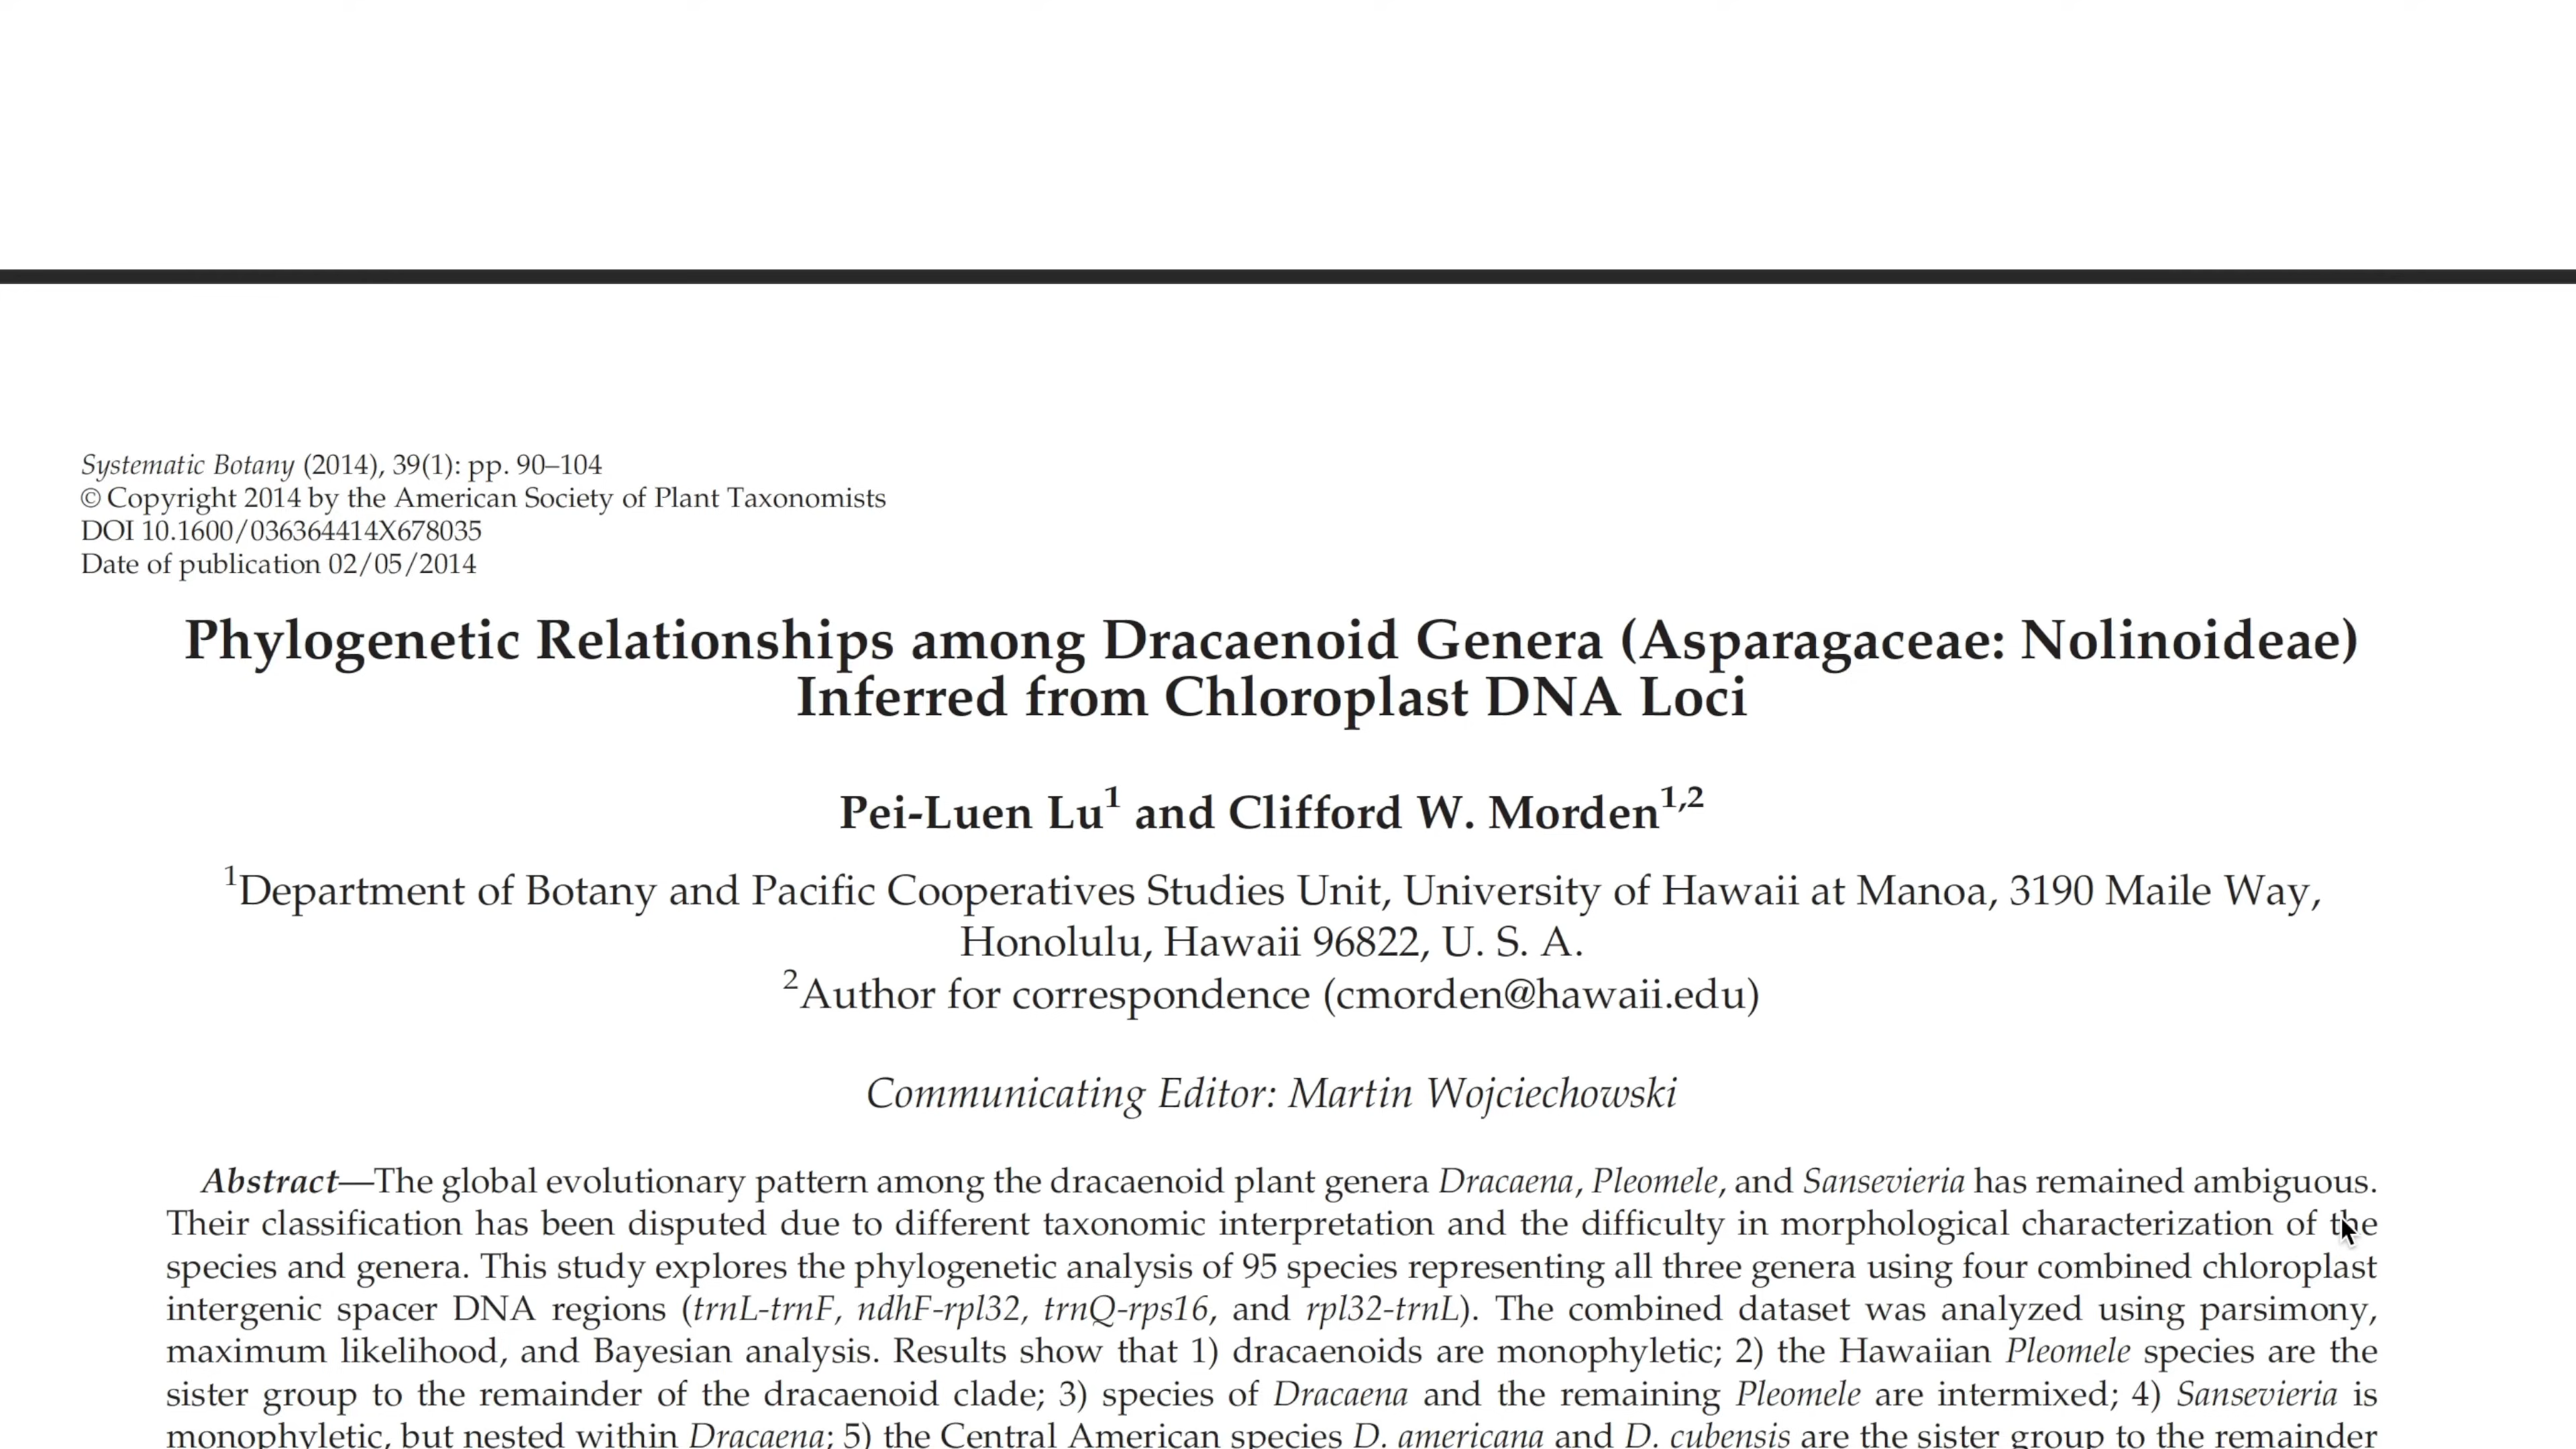 Systematic Botany (2014), 39(1): pp. 90–104
© Copyright 2014 by the American Society of Plant Taxonomists
DOI 10.1600/036364414X678035
Date of publication 02/05/2014
Phylogenetic Relationships among Dracaenoid Genera (Asparagaceae: Nolinoideae)
Inferred from Chloroplast DNA Loci
Pei-Luen Lu1 and Clifford W. Morden1,2
1Department of Botany and Pacific Cooperatives Studies Unit, University of Hawaii at Manoa, 3190 Maile Way,
Honolulu, Hawaii 96822, U. S. A.
2Author for correspondence (cmorden@hawaii.edu)
Communicating Editor: Martin Wojciechowski
Abstract—The global evolutionary pattern among the dracaenoid plant genera Dracaena, Pleomele, and Sansevieria has remained ambiguous.
Their classification has been disputed due to different taxonomic interpretation and the difficulty in morphological characterization of the
species and genera. This study explores the phylogenetic analysis of 95 species representing all three genera using four combined chloroplast
intergenic spacer DNA regions (trnL-trnF, ndhF-rpl32, trnQ-rps16, and rpl32-trnL). The combined dataset was analyzed using parsimony,
maximum likelihood, and Bayesian analysis. Results show that 1) dracaenoids are monophyletic; 2) the Hawaiian Pleomele species are the
sister group to the remainder of the dracaenoid clade; 3) species of Dracaena and the remaining Pleomele are intermixed; 4) Sansevieria is
monophyletic, but nested within Dracaena; 5) the Central American species D. americana and D. cubensis are the sister group to the remainder